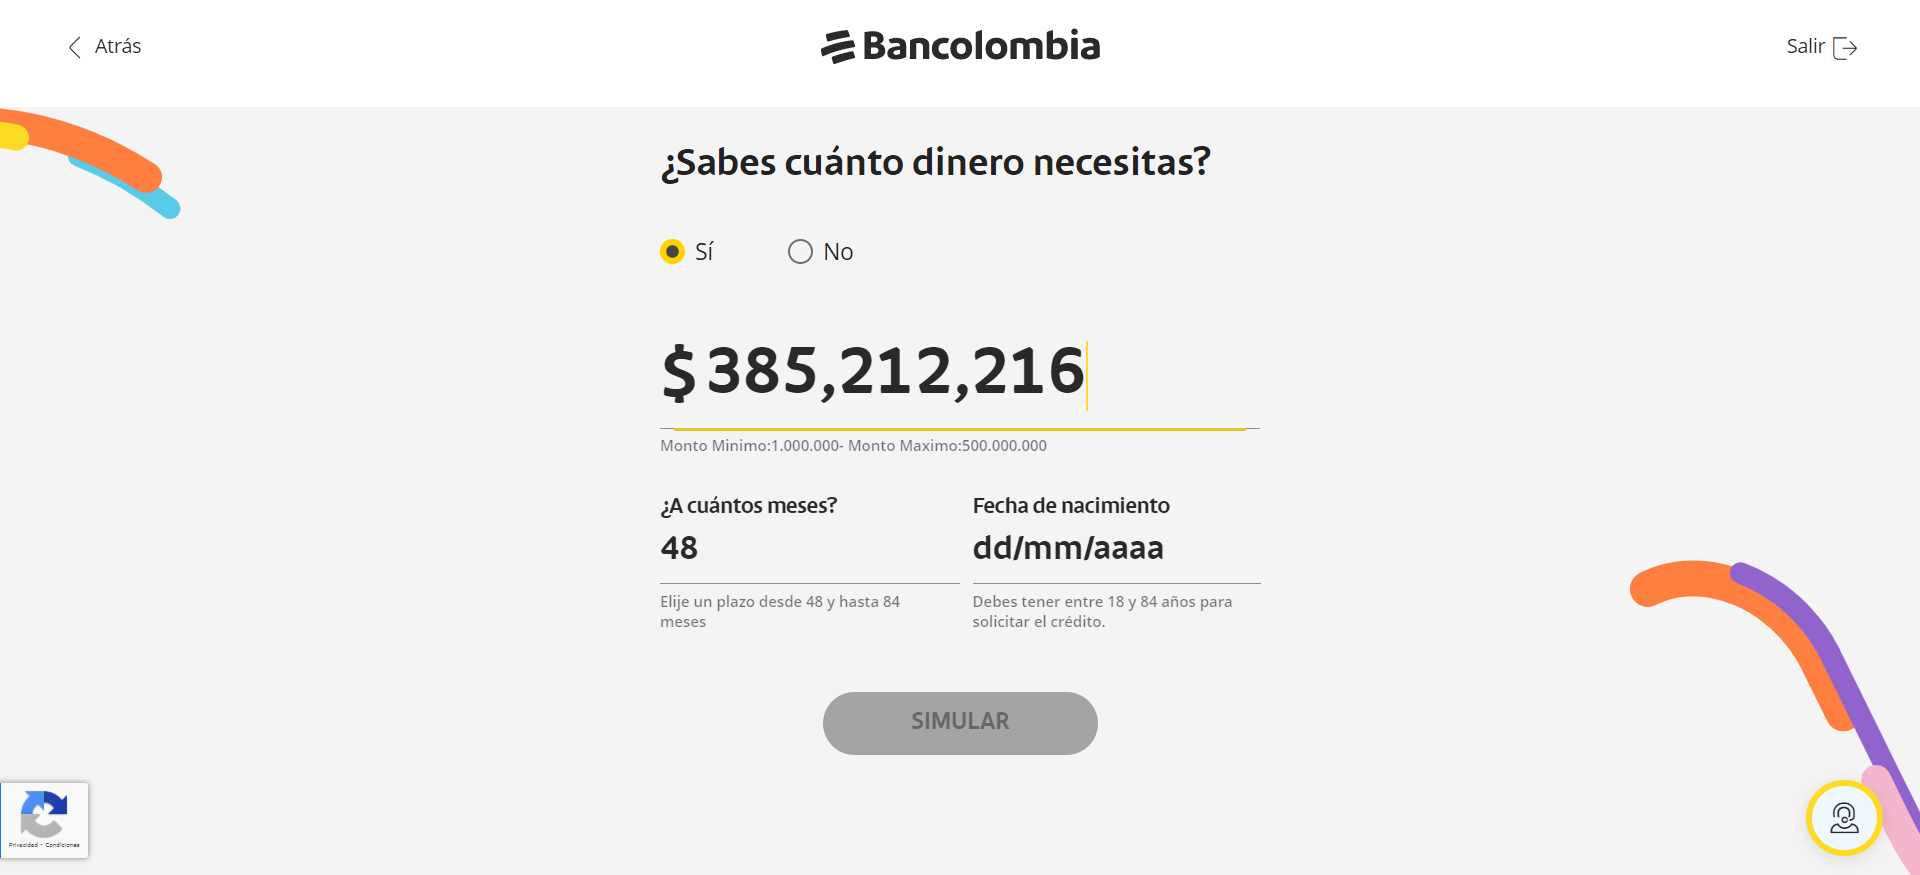 Atrás
Bancolombia
Salir
¿Sabes cuánto dinero necesitas?
Sí
No
$ 385,212,216
Monto Minimo:1.000.000- Monto Maximo:500.000.000
¿A cuántos meses?
48
Elije un plazo desde 48 y hasta 84
meses
Fecha de nacimiento
dd/mm/aaaa
Debes tener entre 18 y 84 años para
solicitar el crédito.
SIMULAR
Privacidad - Condiciones